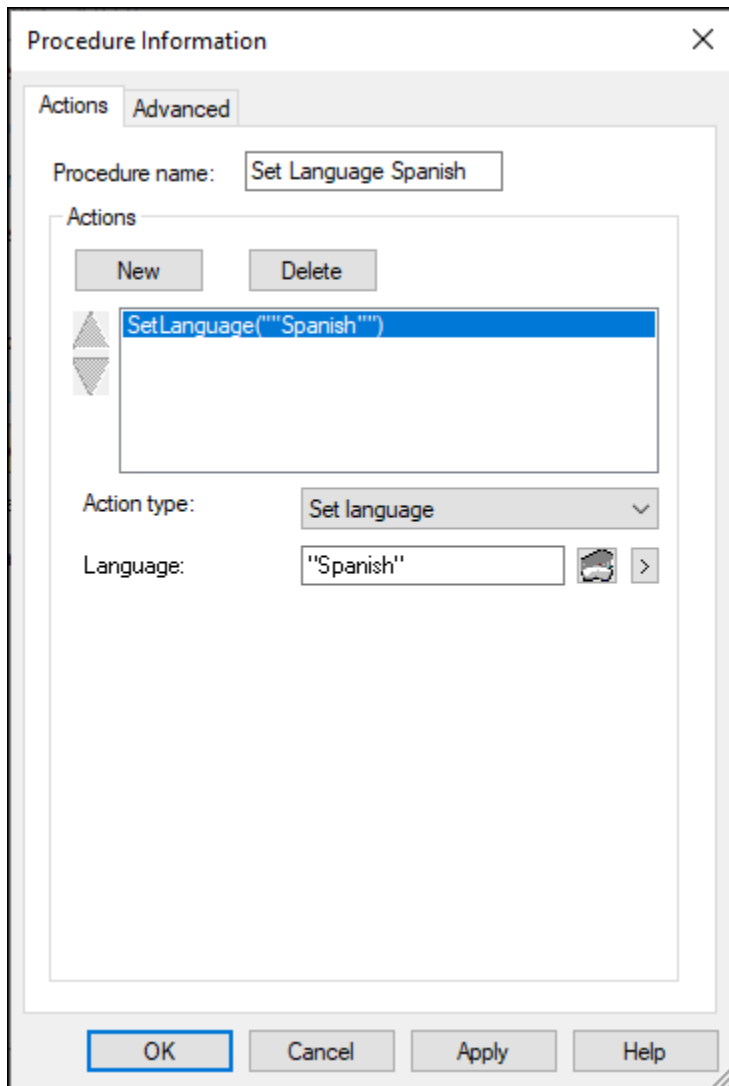 Procedure Information
Actions Advanced
Procedure name: Set Language Spanish
Actions
New Delete
SetLanguage(""Spanish"")
Action type: Set language
Language: "Spanish" >
OK Cancel Apply Help